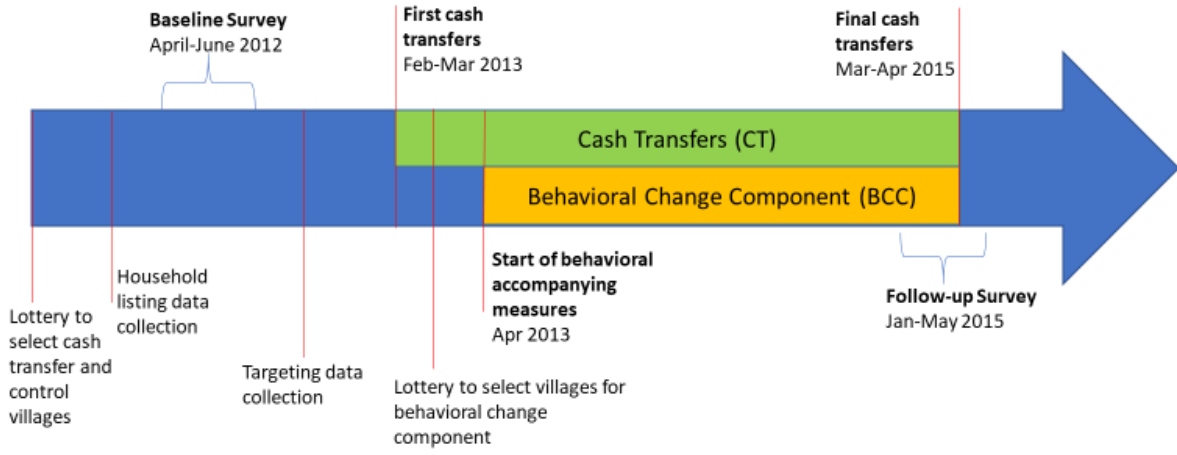 Baseline Survey
April-June 2012
First cash
transfers
Feb-Mar 2013
Final cash
transfers
Mar-Apr 2015
Cash Transfers (CT)
Behavioral Change Component (BCC)
Lottery to
select cash
transfer and
control
villages
Household
listing data
collection
Targeting data
collection
Lottery to select villages for
behavioral change
component
Start of behavioral
accompanying
measures
Apr 2013
Follow-up Survey
Jan-May 2015